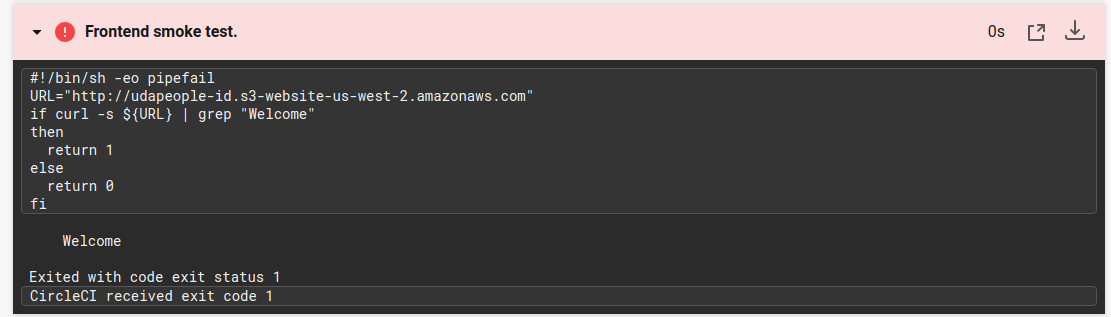 Frontend smoke test.
0s
#!/bin/sh -eo pipefail
URL="http://udapeople-id.s3-website-us-west-2.amazonaws.com"
if curl -s ${URL} | grep "Welcome"
then
  return 1
else
  return 0
fi
    Welcome
Exited with code exit status 1
CircleCI received exit code 1